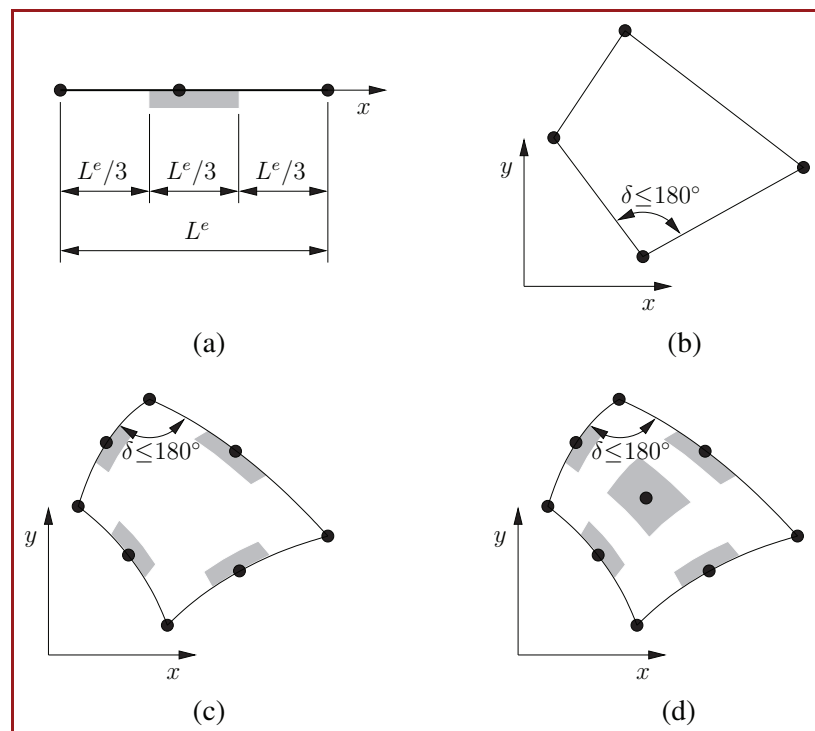 x
L^e/3 L^e/3 L^e/3
L^e
(a)
y
δ≤180°
x
(b)
δ≤180°
y
x
(c)
δ≤180°
y
x
(d)